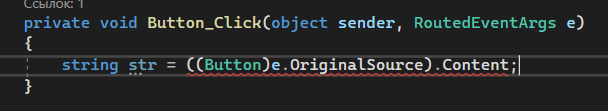 Ссылок: 1
private void Button_Click(object sender, RoutedEventArgs e)
{
string str = ((Button)e.OriginalSource).Content;
}